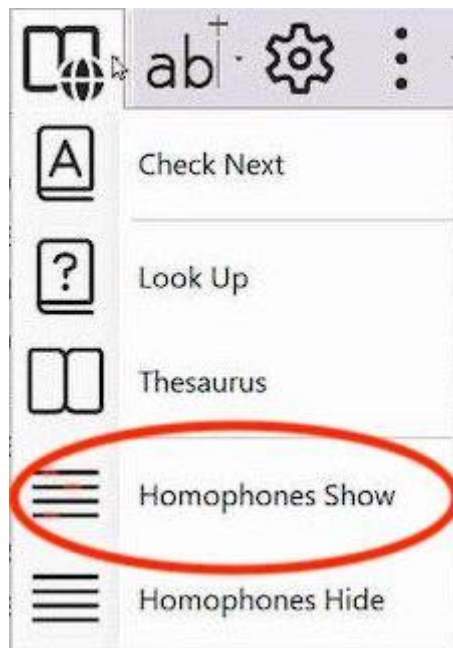 ab
A
Check Next
?
Look Up
Thesaurus
Homophones Show
Homophones Hide